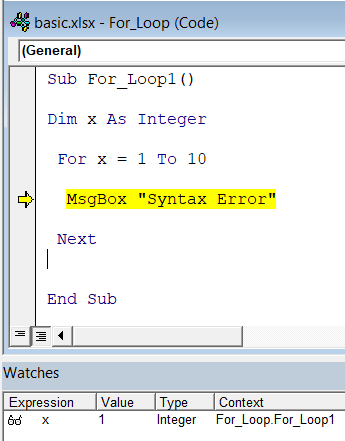 basic.xlsx - For_Loop (Code)
(General)
Sub For_Loop1()
Dim x As Integer
For x = 1 To 10
MsgBox "Syntax Error"
Next
End Sub
Watches
Expression Value Type Context
x 1 Integer For_Loop.For_Loop1